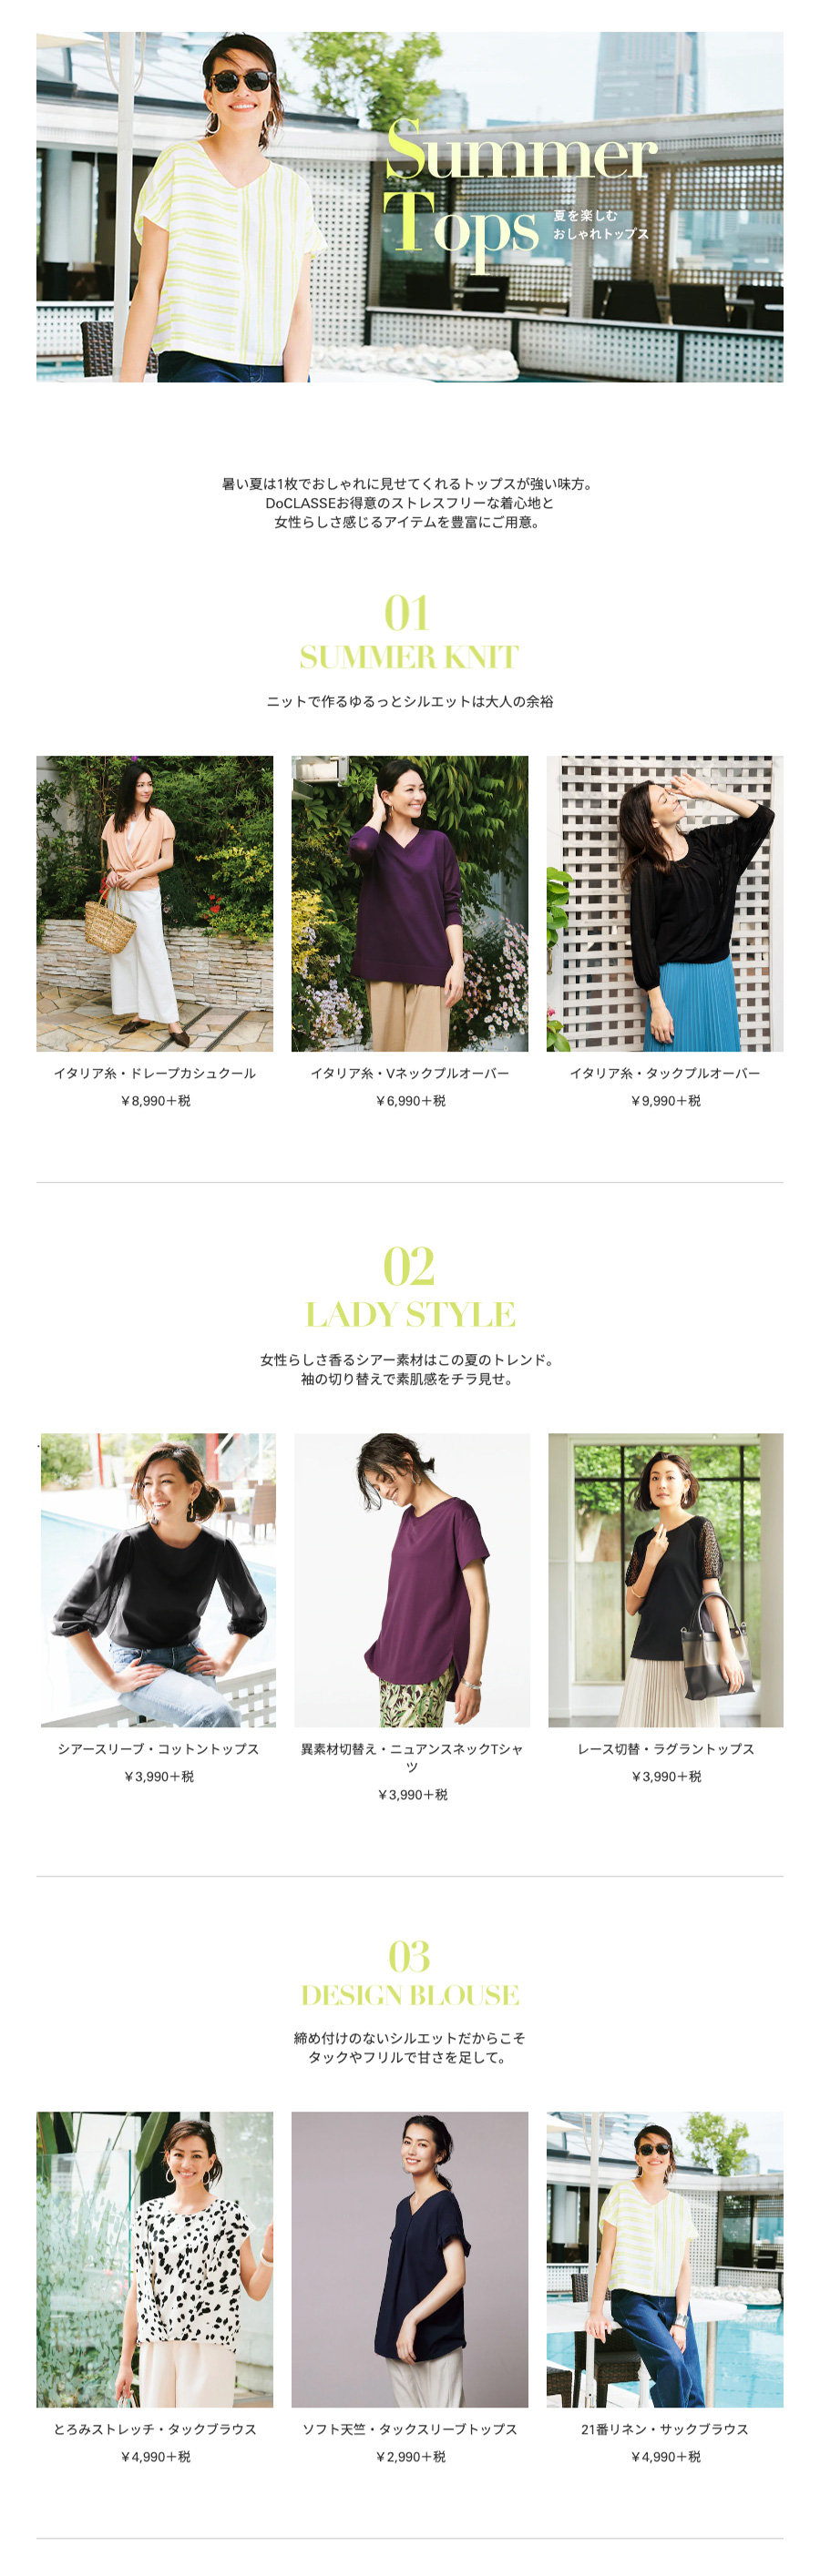 Summer
Tops
夏を楽しむ
おしゃれトップス
暑い夏は1枚でおしゃれに見せてくれるトップスが強い味方。
DoCLASSEお得意のストレスフリーな着心地と
女性らしさ感じるアイテムを豊富にご用意。
01
SUMMER KNIT
ニットで作るゆるっとシルエットは大人の余裕
イタリア糸・ドレープカシュクール
¥8,990+税
イタリア糸・Vネックプルオーバー
¥6,990+税
イタリア糸・タックプルオーバー
¥9,990+税
02
LADY STYLE
女性らしさ香るシアー素材はこの夏のトレンド。
袖の切り替えで素肌感をチラ見せ。
シアースリーブ・コットントップス
¥3,990+税
異素材切替え・ニュアンスネックTシャ
ツ
¥3,990+税
レース切替・ラグラントップス
¥3,990+税
03
DESIGN BLOUSE
締め付けのないシルエットだからこそ
タックやフリルで甘さを足して。
とろみストレッチ・タックブラウス
¥4,990+税
ソフト天竺・タックスリーブトップス
¥2,990+税
21番リネン・サックブラウス
¥4,990+税